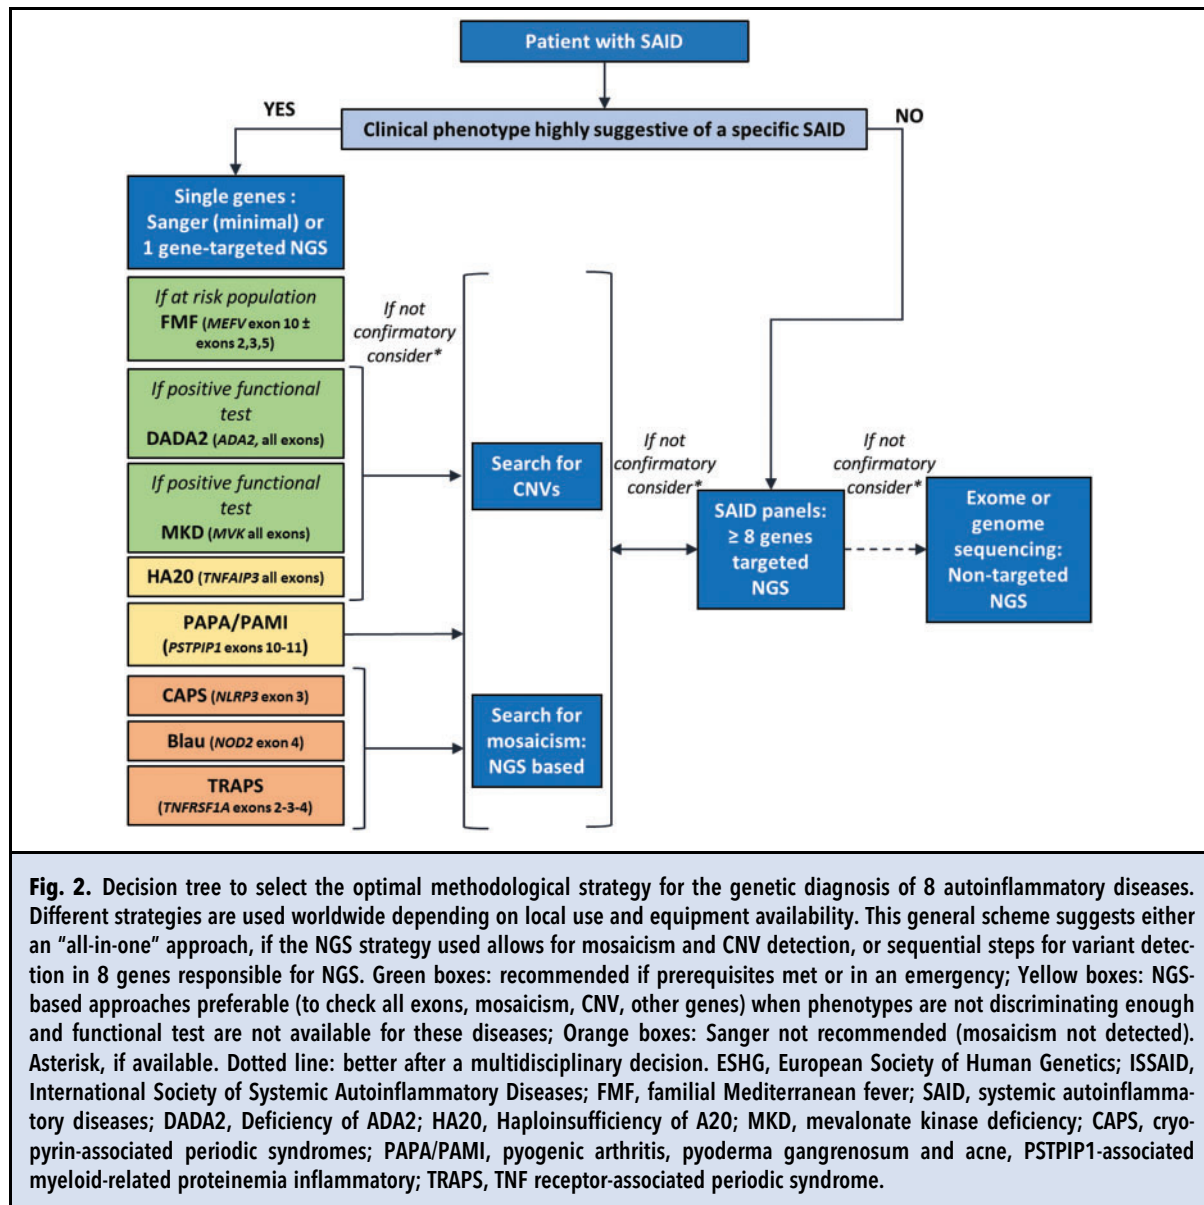 Patient with SAID
YES
NO
Clinical phenotype highly suggestive of a specific SAID
Single genes :
Sanger (minimal) or
1 gene-targeted NGS
If at risk population
FMF (MEFV exon 10 ±
exons 2,3,5)
If not
confirmatory
consider*
If positive functional
test
DADA2 (ADA2, all exons)
If positive functional
test
MKD (MVK all exons)
HA20 (TNFAIP3 all exons)
PAPA/PAMI
(PSTPIP1 exons 10-11)
CAPS (NLRP3 exon 3)
Blau (NOD2 exon 4)
TRAPS
(TNFRSF1A exons 2-3-4)
Search for
CNVs
Search for
mosaicism:
NGS based
If not
confirmatory
consider*
SAID panels:
≥ 8 genes
targeted
NGS
If not
confirmatory
consider*
Exome or
genome
sequencing:
Non-targeted
NGS
Fig. 2. Decision tree to select the optimal methodological strategy for the genetic diagnosis of 8 autoinflammatory diseases.
Different strategies are used worldwide depending on local use and equipment availability. This general scheme suggests either
an “all-in-one” approach, if the NGS strategy used allows for mosaicism and CNV detection, or sequential steps for variant detec-
tion in 8 genes responsible for NGS. Green boxes: recommended if prerequisites met or in an emergency; Yellow boxes: NGS-
based approaches preferable (to check all exons, mosaicism, CNV, other genes) when phenotypes are not discriminating enough
and functional test are not available for these diseases; Orange boxes: Sanger not recommended (mosaicism not detected).
Asterisk, if available. Dotted line: better after a multidisciplinary decision. ESHG, European Society of Human Genetics; ISSAID,
International Society of Systemic Autoinflammatory Diseases; FMF, familial Mediterranean fever; SAID, systemic autoinflamma-
tory diseases; DADA2, Deficiency of ADA2; HA20, Haploinsufficiency of A20; MKD, mevalonate kinase deficiency; CAPS, cryo-
pyrin-associated periodic syndromes; PAPA/PAMI, pyogenic arthritis, pyoderma gangrenosum and acne, PSTPIP1-associated
myeloid-related proteinemia inflammatory; TRAPS, TNF receptor-associated periodic syndrome.